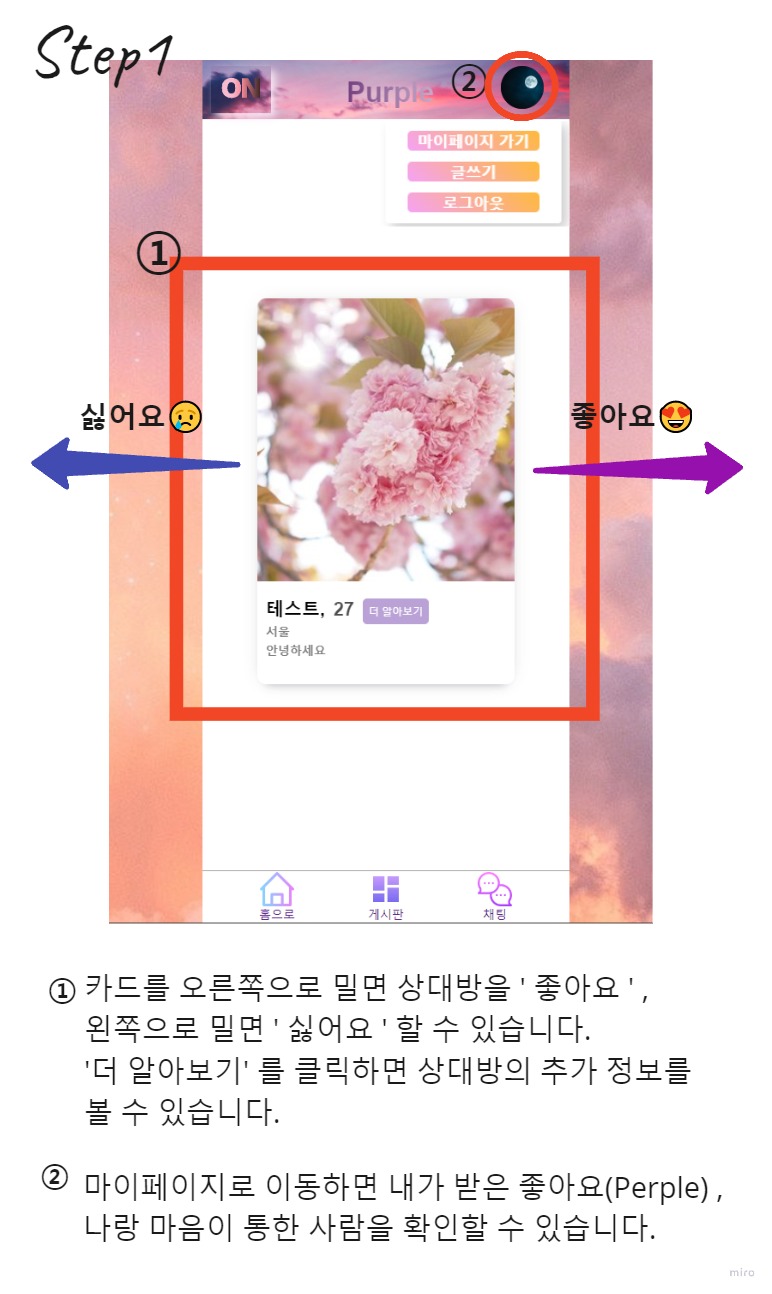 Step1
ON
Purple
②
마이페이지 가기
글쓰기
로그아웃
①
싫어요😢
좋아요😍
테스트, 27 더 알아보기
서울
안녕하세요
홈으로 게시판 채팅
① 카드를 오른쪽으로 밀면 상대방을 ' 좋아요 ' ,
왼쪽으로 밀면 ' 싫어요 ' 할 수 있습니다.
'더 알아보기' 를 클릭하면 상대방의 추가 정보를
볼 수 있습니다.
② 마이페이지로 이동하면 내가 받은 좋아요(Perple) ,
나랑 마음이 통한 사람을 확인할 수 있습니다.
miro